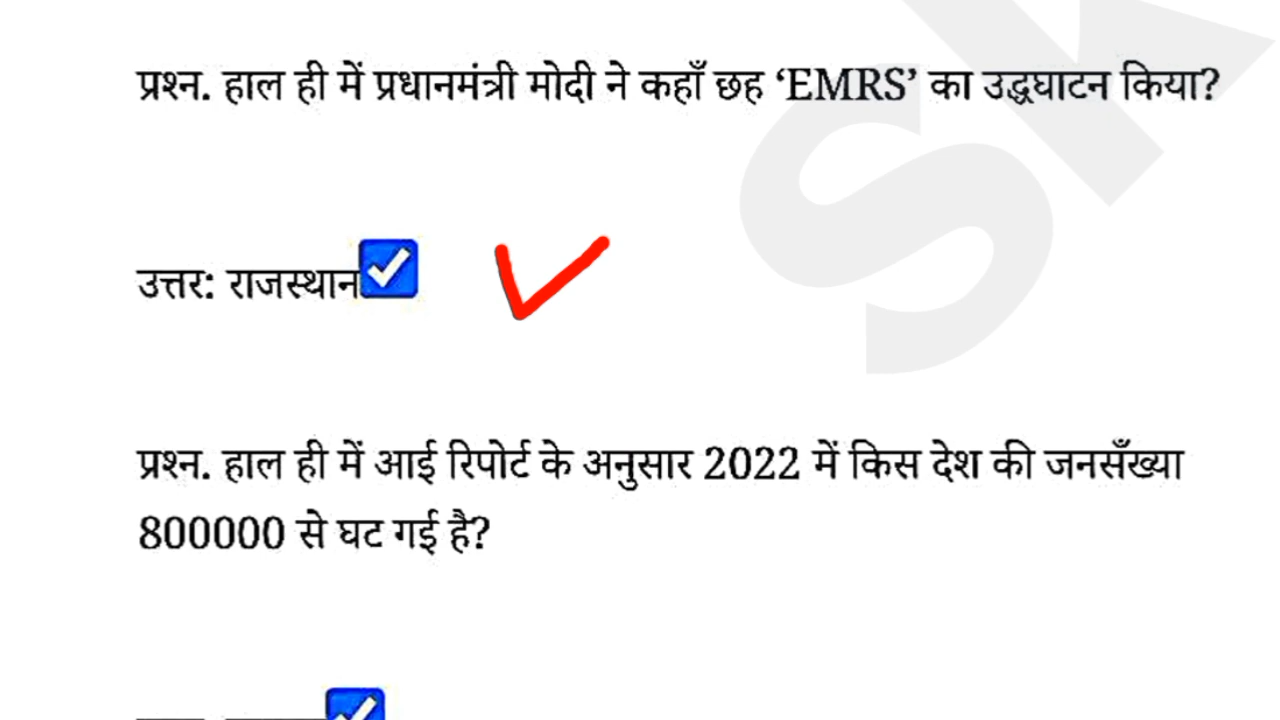 प्रश्न. हाल ही में प्रधानमंत्री मोदी ने कहाँ छह ‘EMRS’ का उद्धघाटन किया?
उत्तर: राजस्थान
प्रश्न. हाल ही में आई रिपोर्ट के अनुसार 2022 में किस देश की जनसँख्या
800000 से घट गई है?